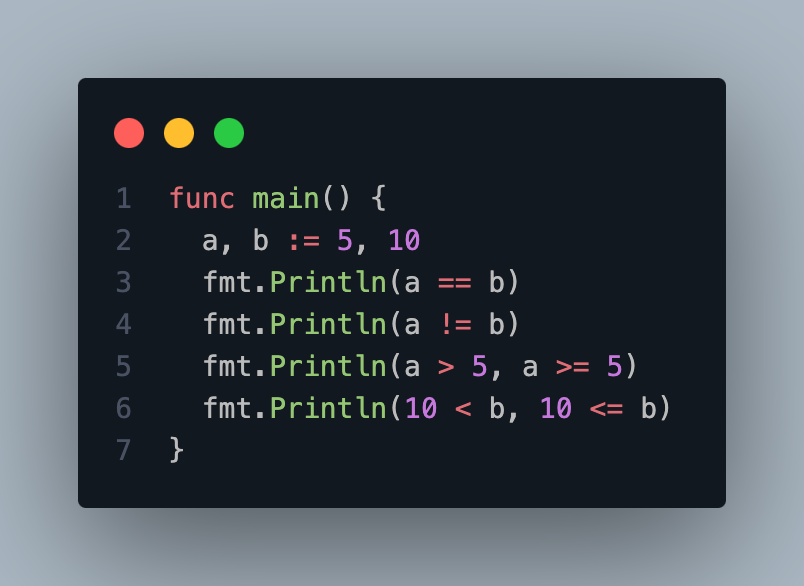 1 func main() {
2   a, b := 5, 10
3   fmt.Println(a == b)
4   fmt.Println(a != b)
5   fmt.Println(a > 5, a >= 5)
6   fmt.Println(10 < b, 10 <= b)
7 }